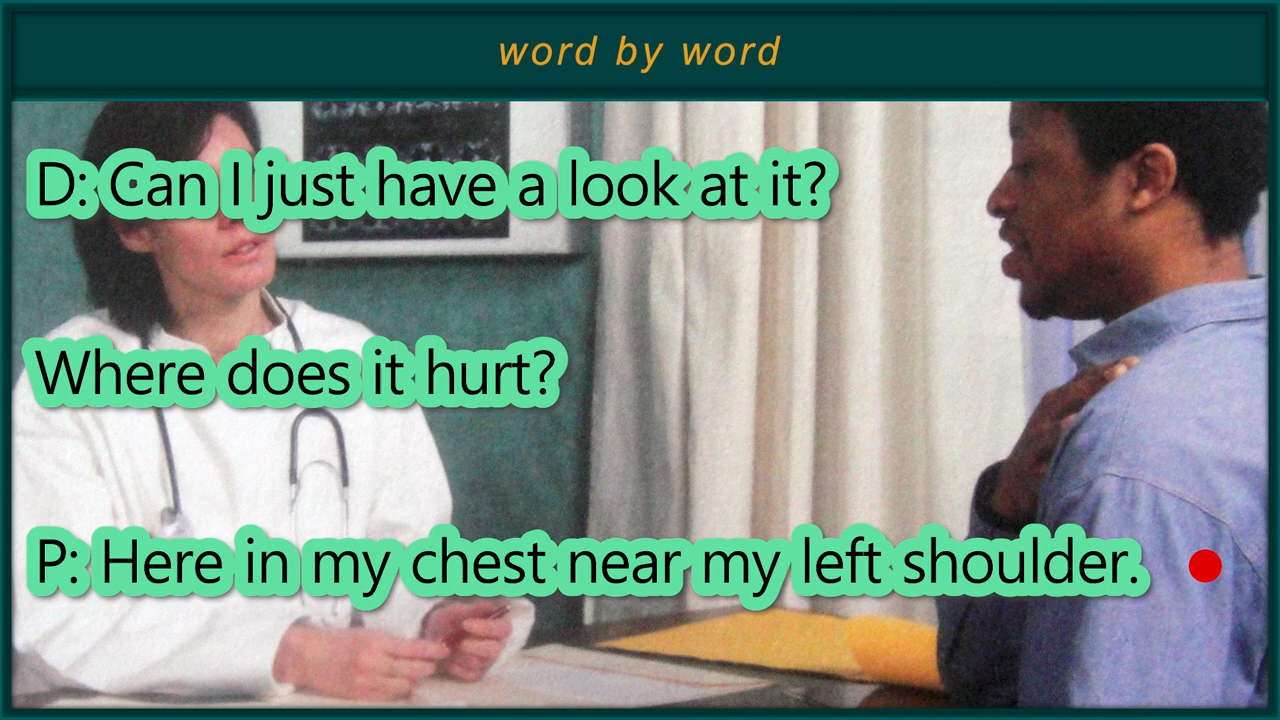 word by word
D: Can I just have a look at it?
Where does it hurt?
P: Here in my chest near my left shoulder.